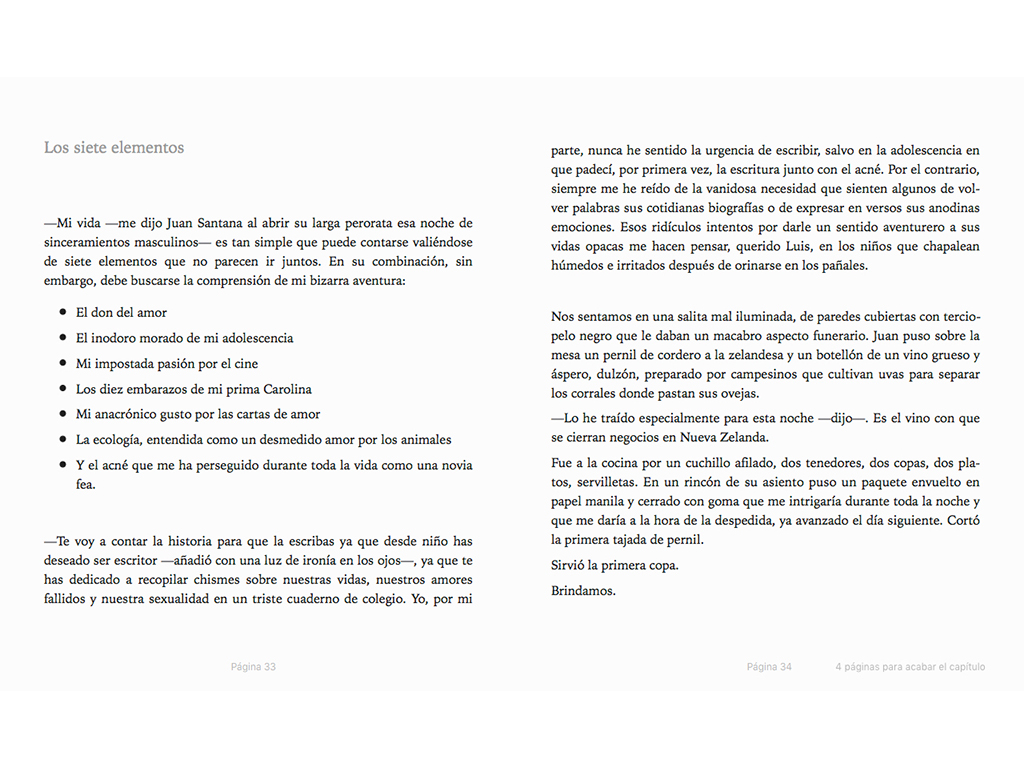 Los siete elementos
—Mi vida —me dijo Juan Santana al abrir su larga perorata esa noche de
sinceramientos masculinos— es tan simple que puede contarse valiéndose
de siete elementos que no parecen ir juntos. En su combinación, sin
embargo, debe buscarse la comprensión de mi bizarra aventura:
• El don del amor
• El inodoro morado de mi adolescencia
• Mi impostada pasión por el cine
• Los diez embarazos de mi prima Carolina
• Mi anacrónico gusto por las cartas de amor
• La ecología, entendida como un desmedido amor por los animales
• Y el acné que me ha perseguido durante toda la vida como una novia
fea.
—Te voy a contar la historia para que la escribas ya que desde niño has
deseado ser escritor —añadió con una luz de ironía en los ojos—, ya que te
has dedicado a recopilar chismes sobre nuestras vidas, nuestros amores
fallidos y nuestra sexualidad en un triste cuaderno de colegio. Yo, por mi
Página 33
parte, nunca he sentido la urgencia de escribir, salvo en la adolescencia en
que padecí, por primera vez, la escritura junto con el acné. Por el contrario,
siempre me he reído de la vanidosa necesidad que sienten algunos de vol-
ver palabras sus cotidianas biografías o de expresar en versos sus anodinas
emociones. Esos ridículos intentos por darle un sentido aventurero a sus
vidas opacas me hacen pensar, querido Luis, en los niños que chapalean
húmedos e irritados después de orinarse en los pañales.
Nos sentamos en una salita mal iluminada, de paredes cubiertas con tercio-
pelo negro que le daban un macabro aspecto funerario. Juan puso sobre la
mesa un pernil de cordero a la zelandesa y un botellón de un vino grueso y
áspero, dulzón, preparado por campesinos que cultivan uvas para separar
los corrales donde pastan sus ovejas.
—Lo he traído especialmente para esta noche —dijo—. Es el vino con que
se cierran negocios en Nueva Zelanda.
Fue a la cocina por un cuchillo afilado, dos tenedores, dos copas, dos pla-
tos, servilletas. En un rincón de su asiento puso un paquete envuelto en
papel manila y cerrado con goma que me intrigaría durante toda la noche y
que me daría a la hora de la despedida, ya avanzado el día siguiente. Cortó
la primera tajada de pernil.
Sirvió la primera copa.
Brindamos.
Página 34
4 páginas para acabar el capítulo